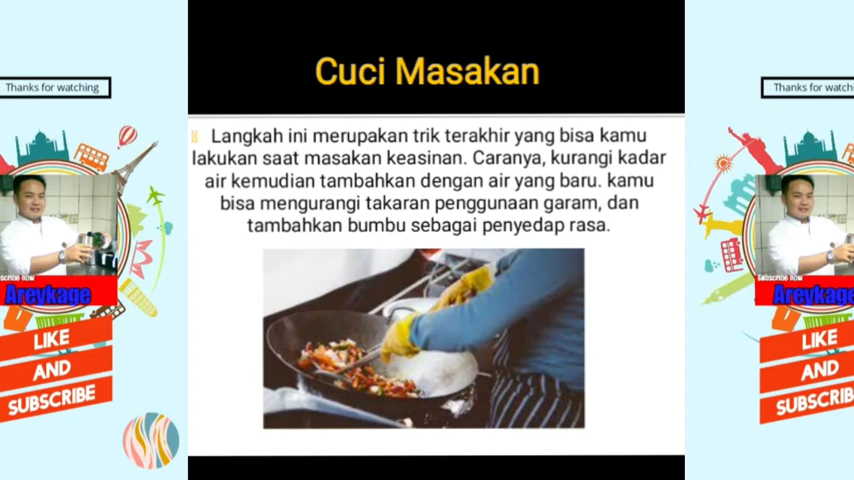 Cuci Masakan
Langkah ini merupakan trik terakhir yang bisa kamu
lakukan saat masakan keasinan. Caranya, kurangi kadar
air kemudian tambahkan dengan air yang baru. kamu
bisa mengurangi takaran penggunaan garam, dan
tambahkan bumbu sebagai penyedap rasa.
Thanks for watching
Areykage
LIKE
AND
SUBSCRIBE
Thanks for watch
Subscribe Now
Areykage
LIKE
AND
SUBSCRIB